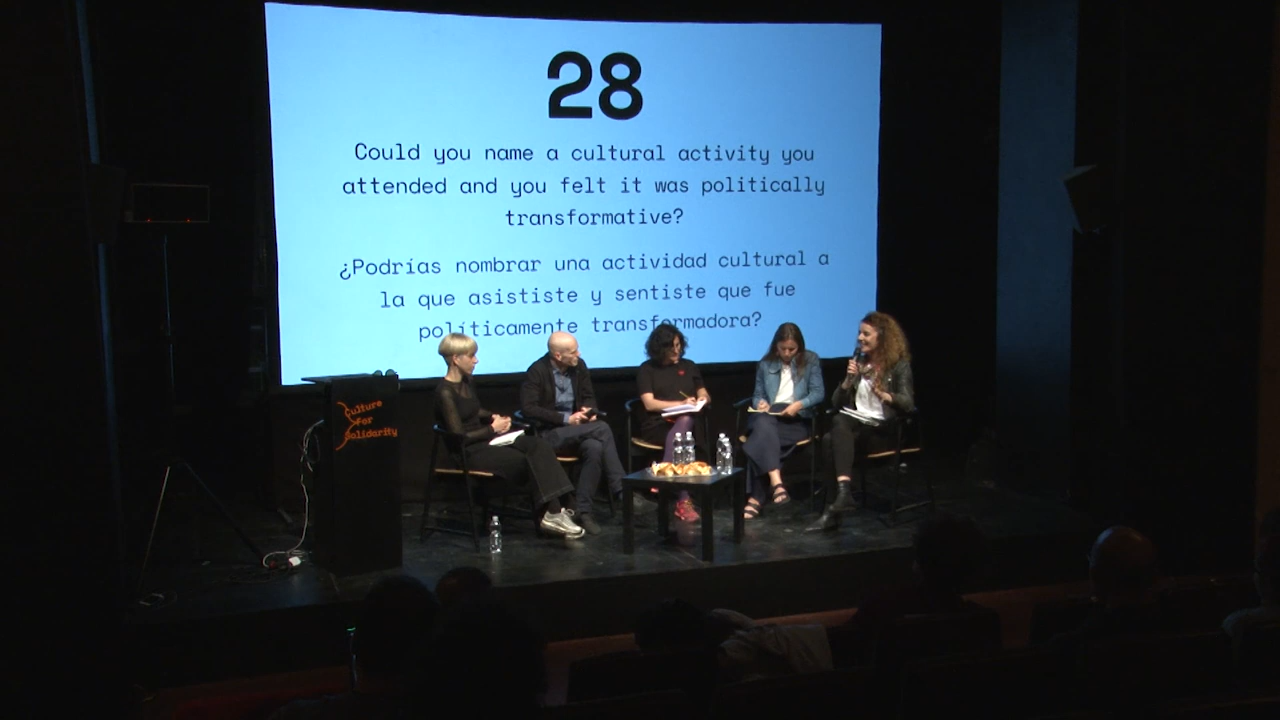 28
Could you name a cultural activity you
attended and you felt it was politically
transformative?
¿Podrías nombrar una actividad cultural a
la que asististe y sentiste que fue
políticamente transformadora?
Culture
for
Solidarity